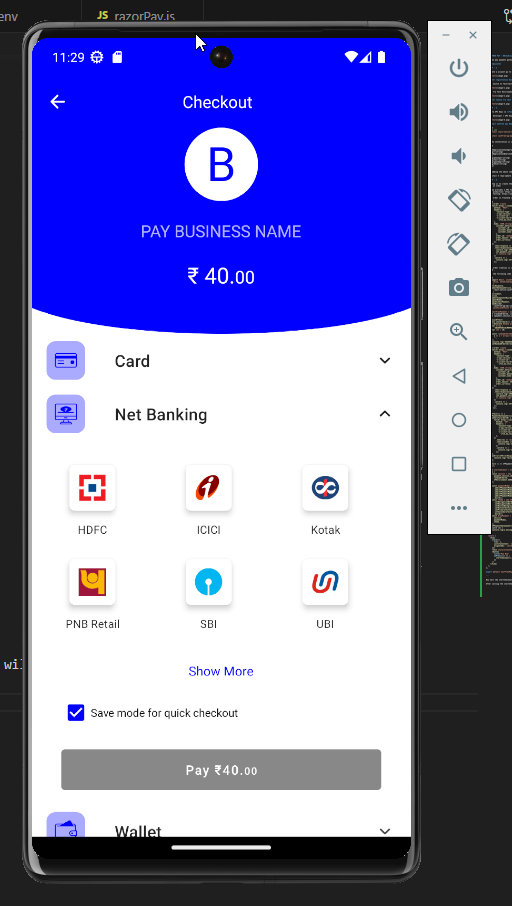 env
JS razorPay.js
11:29
Checkout
B
PAY BUSINESS NAME
₹ 40.00
Card
Net Banking
HDFC
ICICI
Kotak
PNB Retail
SBI
UBI
Show More
Save mode for quick checkout
Pay ₹40.00
Wallet